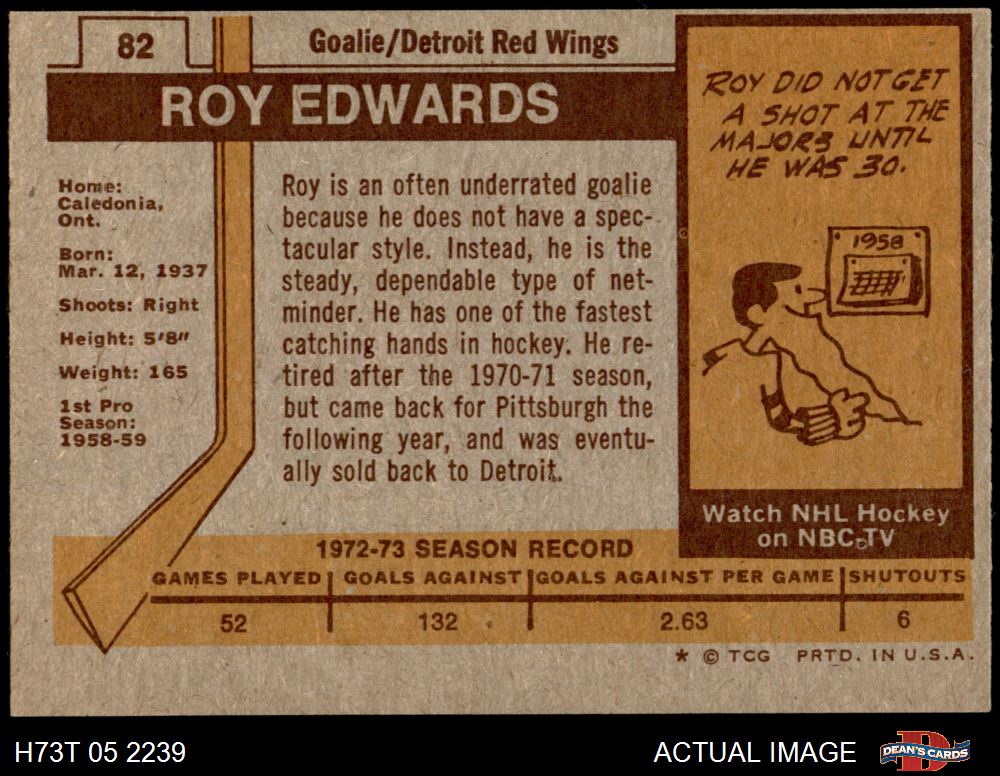 82
Goalie/Detroit Red Wings
ROY EDWARDS
Home:
Caledonia,
Ont.
Born:
Mar. 12, 1937
Shoots: Right
Height: 5'8"
Weight: 165
1st Pro
Season:
1958-59
Roy is an often underrated goalie
because he does not have a spec-
tacular style. Instead, he is the
steady, dependable type of net-
minder. He has one of the fastest
catching hands in hockey. He re-
tired after the 1970-71 season,
but came back for Pittsburgh the
following year, and was eventu-
ally sold back to Detroit.
ROY DID NOT GET
A SHOT AT THE
MAJORS UNTIL
HE WAS 30.
1958
Watch NHL Hockey
on NBC-TV
1972-73 SEASON RECORD
GAMES PLAYED GOALS AGAINST GOALS AGAINST PER GAME SHUTOUTS
52 132 2.63 6
* © TCG PRTD. IN U.S.A.
H73T 05 2239 ACTUAL IMAGE DEAN'S CARDS